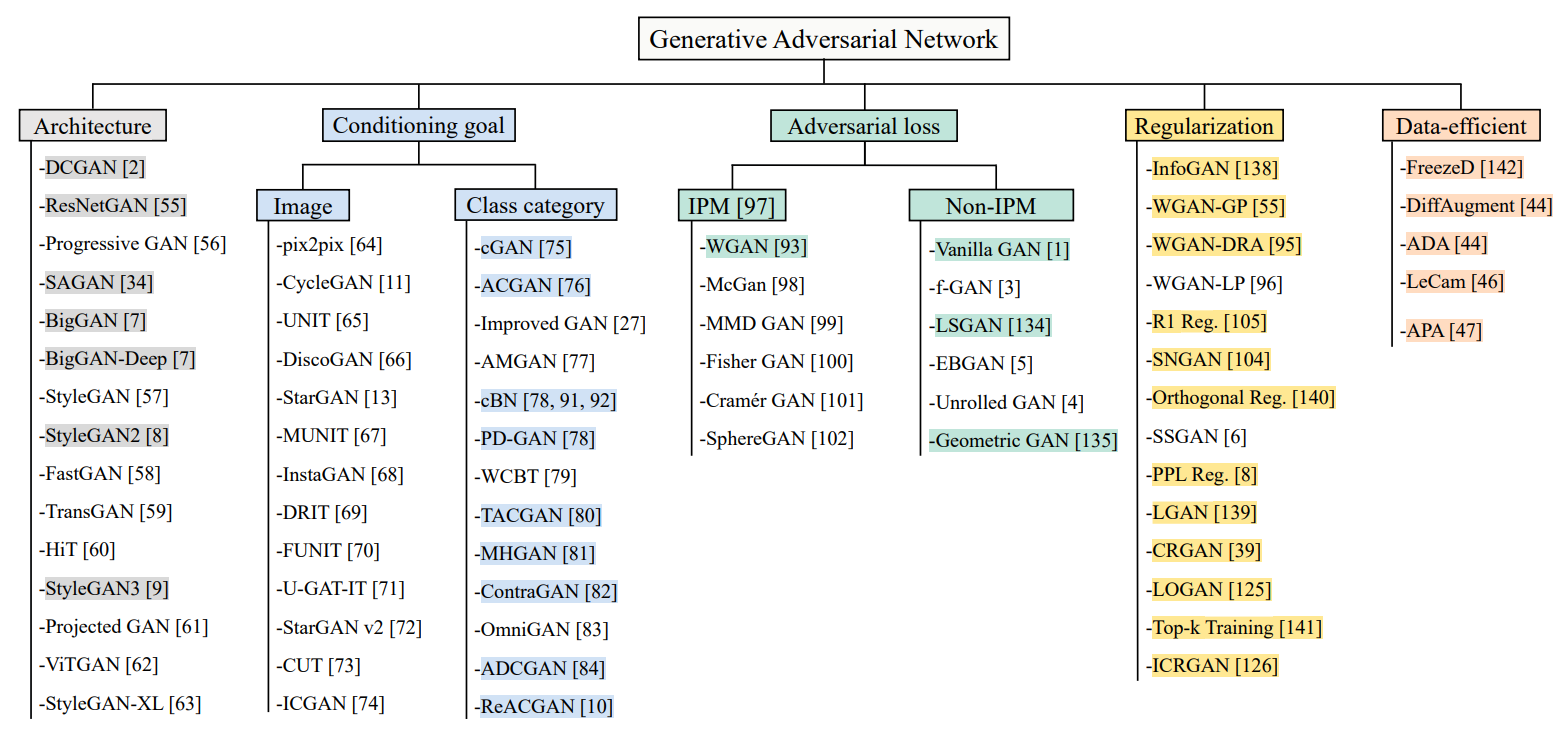 Generative Adversarial Network
Architecture
-DCGAN [2]
-ResNetGAN [55]
-Progressive GAN [56]
-SAGAN [34]
-BigGAN [7]
-BigGAN-Deep [7]
-StyleGAN [57]
-StyleGAN2 [8]
-FastGAN [58]
-TransGAN [59]
-HiT [60]
-StyleGAN3 [9]
-Projected GAN [61]
-ViTGAN [62]
-StyleGAN-XL [63]
Conditioning goal
Image
-pix2pix [64]
-CycleGAN [11]
-UNIT [65]
-DiscoGAN [66]
-StarGAN [13]
-MUNIT [67]
-InstaGAN [68]
-DRIT [69]
-FUNIT [70]
-U-GAT-IT [71]
-StarGAN v2 [72]
-CUT [73]
-ICGAN [74]
Class category
-cGAN [75]
-ACGAN [76]
-Improved GAN [27]
-AMGAN [77]
-cBN [78, 91, 92]
-PD-GAN [78]
-WCBT [79]
-TACGAN [80]
-MHGAN [81]
-ContraGAN [82]
-OmniGAN [83]
-ADCGAN [84]
-ReACGAN [10]
Adversarial loss
IPM [97]
-WGAN [93]
-McGan [98]
-MMD GAN [99]
-Fisher GAN [100]
-Cramér GAN [101]
-SphereGAN [102]
Non-IPM
-Vanilla GAN [1]
-f-GAN [3]
-LSGAN [134]
-EBGAN [5]
-Unrolled GAN [4]
-Geometric GAN [135]
Regularization
-InfoGAN [138]
-WGAN-GP [55]
-WGAN-DRA [95]
-WGAN-LP [96]
-R1 Reg. [105]
-SNGAN [104]
-Orthogonal Reg. [140]
-SSGAN [6]
-PPL Reg. [8]
-LGAN [139]
-CRGAN [39]
-LOGAN [125]
-Top-k Training [141]
-ICRGAN [126]
Data-efficient
-FreezeD [142]
-DiffAugment [44]
-ADA [44]
-LeCam [46]
-APA [47]